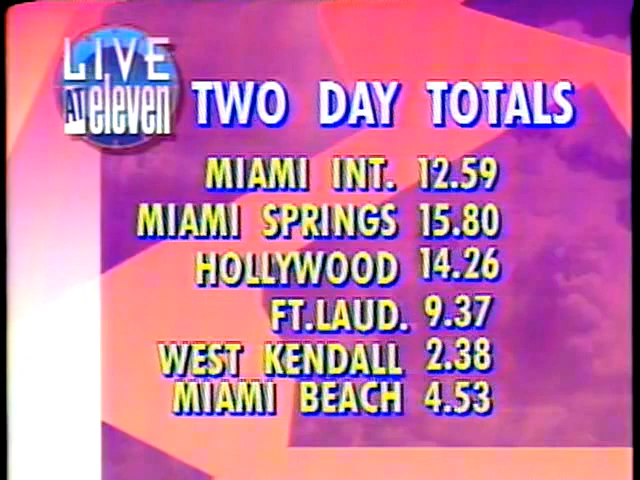 LIVE
At eleven
TWO DAY TOTALS
MIAMI INT. 12.59
MIAMI SPRINGS 15.80
HOLLYWOOD 14.26
FT.LAUD. 9.37
WEST KENDALL 2.38
MIAMI BEACH 4.53